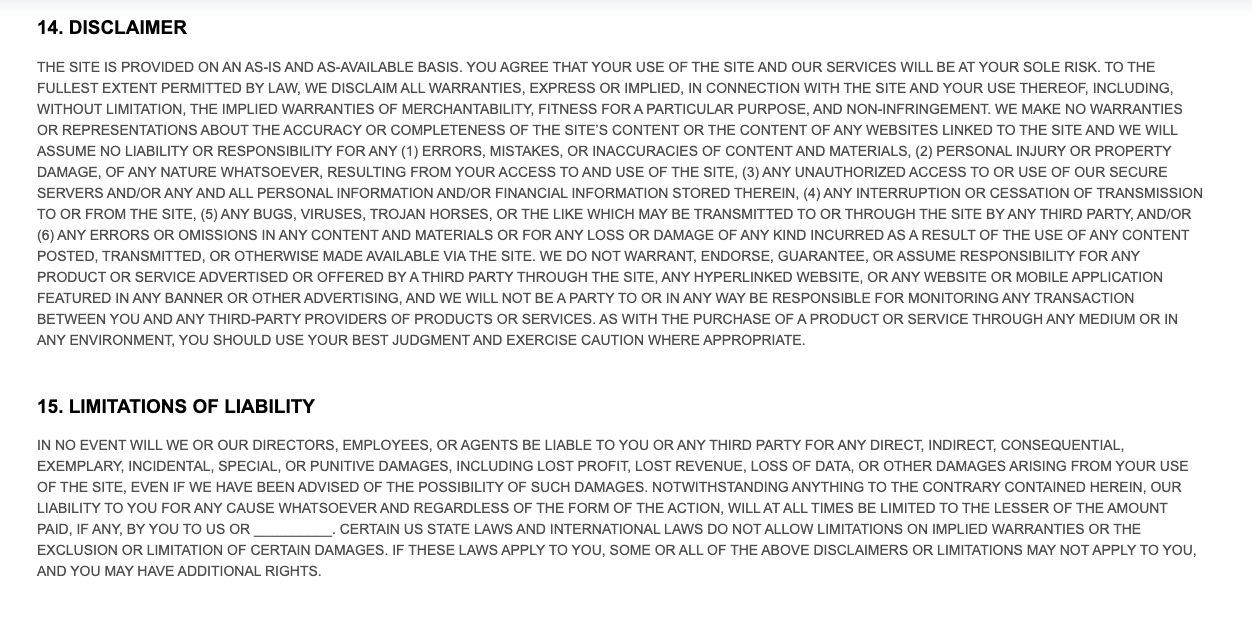 14. DISCLAIMER
THE SITE IS PROVIDED ON AN AS-IS AND AS-AVAILABLE BASIS. YOU AGREE THAT YOUR USE OF THE SITE AND OUR SERVICES WILL BE AT YOUR SOLE RISK. TO THE
FULLEST EXTENT PERMITTED BY LAW, WE DISCLAIM ALL WARRANTIES, EXPRESS OR IMPLIED, IN CONNECTION WITH THE SITE AND YOUR USE THEREOF, INCLUDING,
WITHOUT LIMITATION, THE IMPLIED WARRANTIES OF MERCHANTABILITY, FITNESS FOR A PARTICULAR PURPOSE, AND NON-INFRINGEMENT. WE MAKE NO WARRANTIES
OR REPRESENTATIONS ABOUT THE ACCURACY OR COMPLETENESS OF THE SITE'S CONTENT OR THE CONTENT OF ANY WEBSITES LINKED TO THE SITE AND WE WILL
ASSUME NO LIABILITY OR RESPONSIBILITY FOR ANY (1) ERRORS, MISTAKES, OR INACCURACIES OF CONTENT AND MATERIALS, (2) PERSONAL INJURY OR PROPERTY
DAMAGE, OF ANY NATURE WHATSOEVER, RESULTING FROM YOUR ACCESS TO AND USE OF THE SITE, (3) ANY UNAUTHORIZED ACCESS TO OR USE OF OUR SECURE
SERVERS AND/OR ANY AND ALL PERSONAL INFORMATION AND/OR FINANCIAL INFORMATION STORED THEREIN, (4) ANY INTERRUPTION OR CESSATION OF TRANSMISSION
TO OR FROM THE SITE, (5) ANY BUGS, VIRUSES, TROJAN HORSES, OR THE LIKE WHICH MAY BE TRANSMITTED TO OR THROUGH THE SITE BY ANY THIRD PARTY, AND/OR
(6) ANY ERRORS OR OMISSIONS IN ANY CONTENT AND MATERIALS OR FOR ANY LOSS OR DAMAGE OF ANY KIND INCURRED AS A RESULT OF THE USE OF ANY CONTENT
POSTED, TRANSMITTED, OR OTHERWISE MADE AVAILABLE VIA THE SITE. WE DO NOT WARRANT, ENDORSE, GUARANTEE, OR ASSUME RESPONSIBILITY FOR ANY
PRODUCT OR SERVICE ADVERTISED OR OFFERED BY A THIRD PARTY THROUGH THE SITE, ANY HYPERLINKED WEBSITE, OR ANY WEBSITE OR MOBILE APPLICATION
FEATURED IN ANY BANNER OR OTHER ADVERTISING, AND WE WILL NOT BE A PARTY TO OR IN ANY WAY BE RESPONSIBLE FOR MONITORING ANY TRANSACTION
BETWEEN YOU AND ANY THIRD-PARTY PROVIDERS OF PRODUCTS OR SERVICES. AS WITH THE PURCHASE OF A PRODUCT OR SERVICE THROUGH ANY MEDIUM OR IN
ANY ENVIRONMENT, YOU SHOULD USE YOUR BEST JUDGMENT AND EXERCISE CAUTION WHERE APPROPRIATE.
15. LIMITATIONS OF LIABILITY
IN NO EVENT WILL WE OR OUR DIRECTORS, EMPLOYEES, OR AGENTS BE LIABLE TO YOU OR ANY THIRD PARTY FOR ANY DIRECT, INDIRECT, CONSEQUENTIAL,
EXEMPLARY, INCIDENTAL, SPECIAL, OR PUNITIVE DAMAGES, INCLUDING LOST PROFIT, LOST REVENUE, LOSS OF DATA, OR OTHER DAMAGES ARISING FROM YOUR USE
OF THE SITE, EVEN IF WE HAVE BEEN ADVISED OF THE POSSIBILITY OF SUCH DAMAGES. NOTWITHSTANDING ANYTHING TO THE CONTRARY CONTAINED HEREIN, OUR
LIABILITY TO YOU FOR ANY CAUSE WHATSOEVER AND REGARDLESS OF THE FORM OF THE ACTION, WILL AT ALL TIMES BE LIMITED TO THE LESSER OF THE AMOUNT
PAID, IF ANY, BY YOU TO US OR __________. CERTAIN US STATE LAWS AND INTERNATIONAL LAWS DO NOT ALLOW LIMITATIONS ON IMPLIED WARRANTIES OR THE
EXCLUSION OR LIMITATION OF CERTAIN DAMAGES. IF THESE LAWS APPLY TO YOU, SOME OR ALL OF THE ABOVE DISCLAIMERS OR LIMITATIONS MAY NOT APPLY TO YOU,
AND YOU MAY HAVE ADDITIONAL RIGHTS.